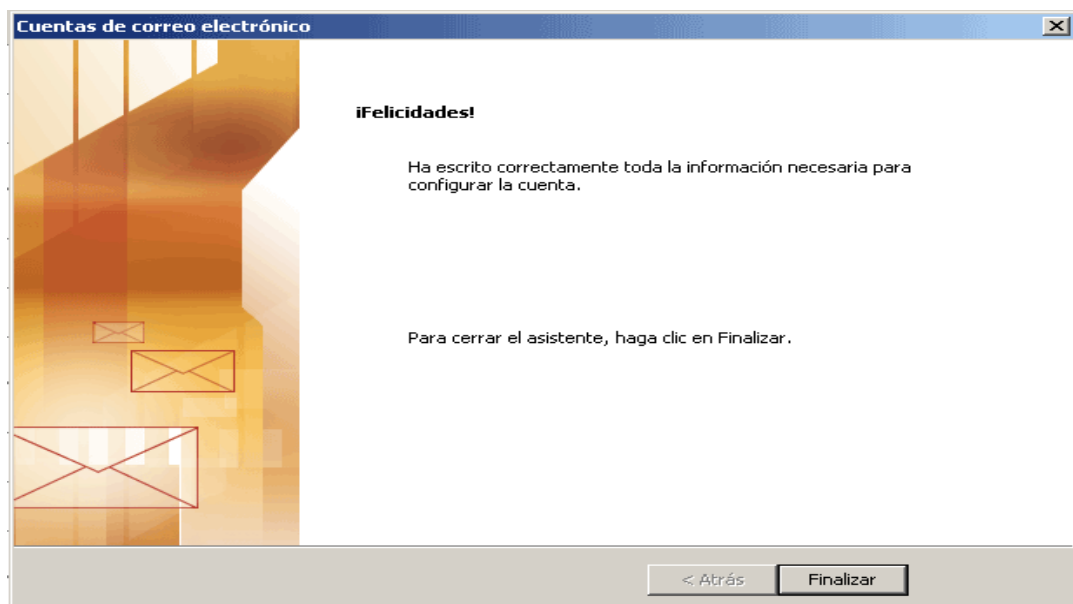 Cuentas de correo electrónico
¡Felicidades!
Ha escrito correctamente toda la información necesaria para
configurar la cuenta.
Para cerrar el asistente, haga clic en Finalizar.
< Atrás
Finalizar